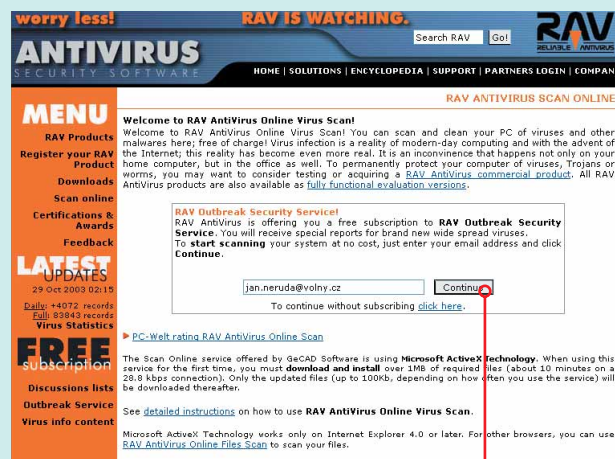 worry less! RAV IS WATCHING.
Search RAV Go! RAV
RELIABLE ANTIVIRUS
ANTIVIRUS
SECURITY SOFTWARE
HOME | SOLUTIONS | ENCYCLOPEDIA | SUPPORT | PARTNERS LOGIN | COMPAN
RAV ANTIVIRUS SCAN ONLINE
MENU
RAV Products
Register your RAV
Product
Downloads
Scan online
Certifications &
Awards
Feedback
LATEST
UPDATES
29 Oct 2003 02:15
Daily: +4072 records
Full: 83843 records
Virus Statistics
FREE
subscription
Discussions lists
Outbreak Service
Virus info content
Welcome to RAV AntiVirus Online Virus Scan!
Welcome to RAV AntiVirus Online Virus Scan! You can scan and clean your PC of viruses and other
malwares here; free of charge! Virus infection is a reality of modern-day computing and with the advent of
the Internet; this reality has become even more real. It is an inconvinence that happens not only on your
home computer, but in the office as well. To permanently protect your computer of viruses, Trojans or
worms, you may want to consider testing or acquiring a RAV AntiVirus commercial product. All RAV
AntiVirus products are also available as fully functional evaluation versions.
RAV Outbreak Security Service!
RAV AntiVirus is offering you a free subscription to RAV Outbreak Security
Service. You will receive special reports for brand new wide spread viruses.
To start scanning your system at no cost, just enter your email address and click
Continue.
jan.neruda@volny.cz Continue
To continue without subscribing click here.
PC-Welt rating RAV AntiVirus Online Scan
The Scan Online service offered by GeCAD Software is using Microsoft ActiveX Technology. When using this
service for the first time, you must download and install over 1MB of required files (about 10 minutes on a
28.8 kbps connection). Only the updated files (up to 100Kb, depending on how often you use the service) will
be downloaded thereafter.
See detailed instructions on how to use RAV AntiVirus Online Virus Scan.
Microsoft ActiveX Technology works only on Internet Explorer 4.0 or later. For other browsers, you can use
RAV AntiVirus Online Files Scan to scan your files.